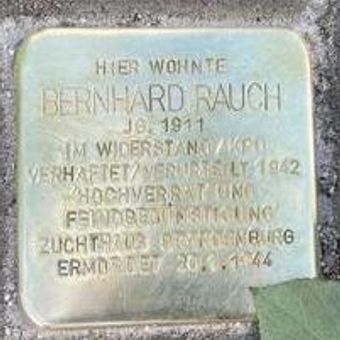 HIER WOHNTE
BERNHARD RAUCH
JG. 1911
IM WIDERSTAND/KPD
VERHAFTET/VERURTEILT 1942
'HOCHVERRAT UND
FEINDBEGÜNSTIGUNG'
ZUCHTHAUS BRANDENBURG
ERMORDET